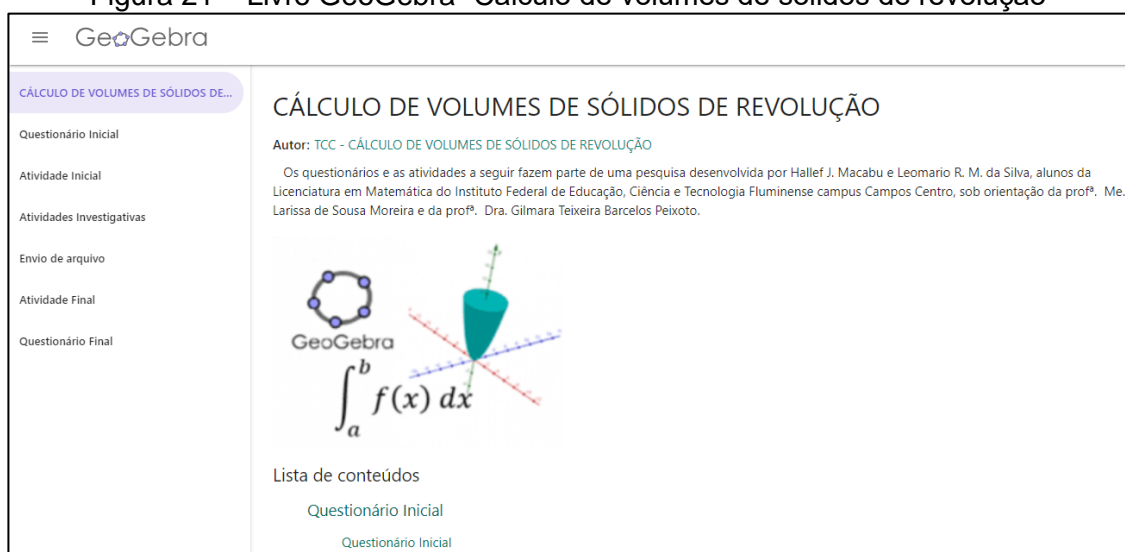 Figura 21 – Livro GeoGebra “Cálculo de volumes de sólidos de revolução”
GeoGebra
CÁLCULO DE VOLUMES DE SÓLIDOS DE...
Questionário Inicial
Atividade Inicial
Atividades Investigativas
Envio de arquivo
Atividade Final
Questionário Final
CÁLCULO DE VOLUMES DE SÓLIDOS DE REVOLUÇÃO
Autor: TCC - CÁLCULO DE VOLUMES DE SÓLIDOS DE REVOLUÇÃO
Os questionários e as atividades a seguir fazem parte de uma pesquisa desenvolvida por Hallef J. Macabu e Leomario R. M. da Silva, alunos da
Licenciatura em Matemática do Instituto Federal de Educação, Ciência e Tecnologia Fluminense campus Campos Centro, sob orientação da profª. Me.
Larissa de Sousa Moreira e da profª. Dra. Gilmara Teixeira Barcelos Peixoto.
GeoGebra
∫_a^b f(x) dx
Lista de conteúdos
Questionário Inicial
Questionário Inicial